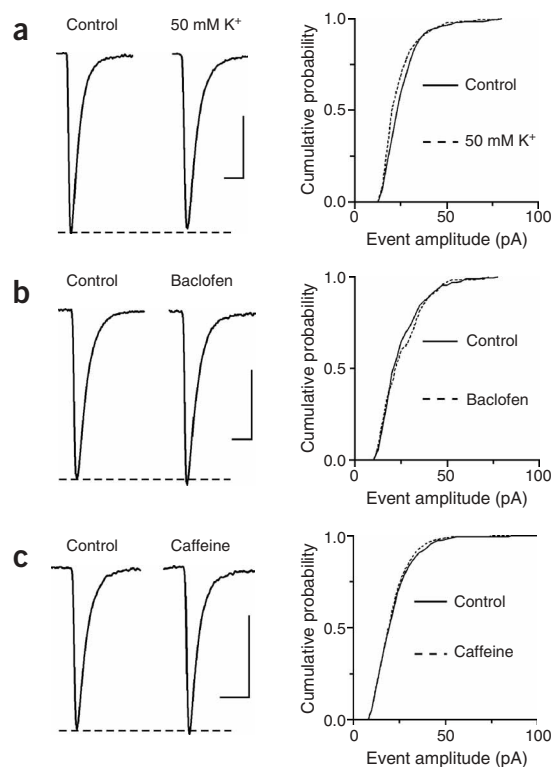 a
Control 50 mM K⁺
Cumulative probability
1.0
0.5
0.0
0 50 100
Event amplitude (pA)
Control
50 mM K⁺
b
Control Baclofen
Cumulative probability
1.0
0.5
0.0
0 50 100
Event amplitude (pA)
Control
Baclofen
c
Control Caffeine
Cumulative probability
1.0
0.5
0.0
0 50 100
Event amplitude (pA)
Control
Caffeine